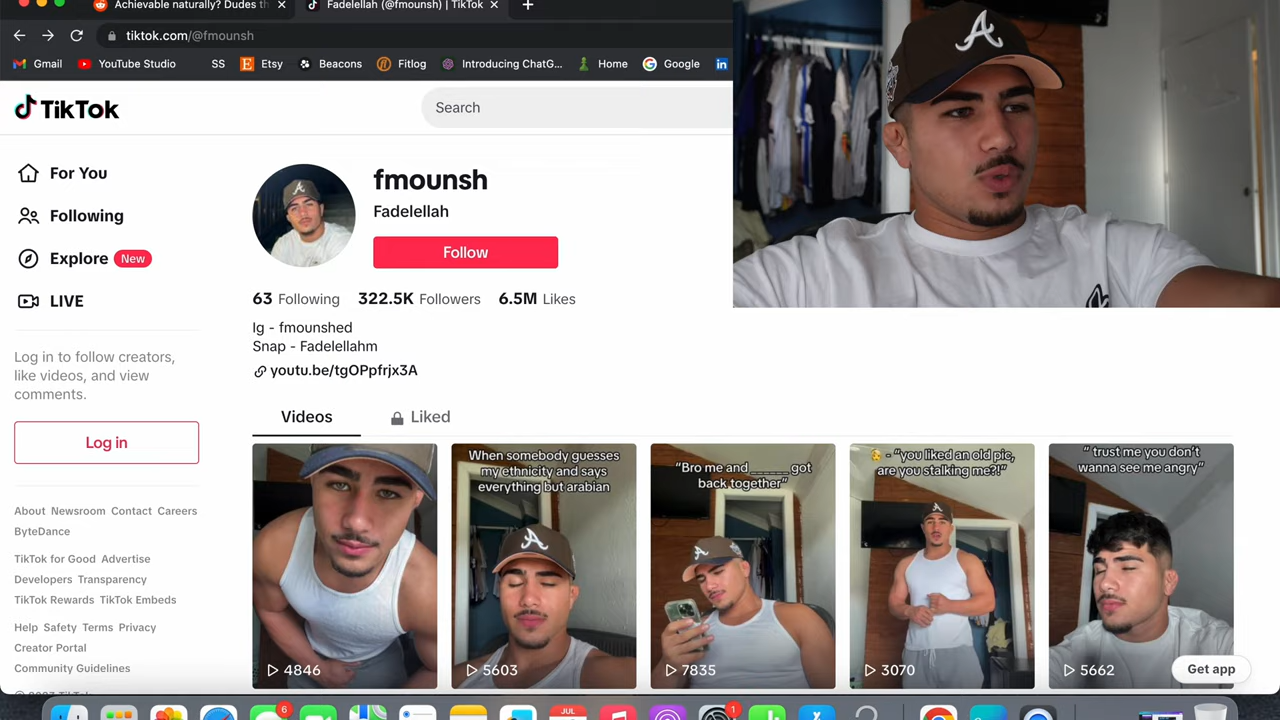 Achievable naturally? Dudes th
Fadelellah (@fmounsh) | TikTok
tiktok.com/@fmounsh
Gmail
YouTube Studio
SS
Etsy
Beacons
Fitlog
Introducing ChatG...
Home
Google
TikTok
Search
For You
Following
Explore New
LIVE
Log in to follow creators,
like videos, and view
comments.
Log in
About Newsroom Contact Careers
ByteDance
TikTok for Good Advertise
Developers Transparency
TikTok Rewards TikTok Embeds
Help Safety Terms Privacy
Creator Portal
Community Guidelines
fmounsh
Fadelellah
Follow
63 Following 322.5K Followers 6.5M Likes
Ig - fmounshed
Snap - Fadelellahm
youtu.be/tgOPpfrjx3A
Videos
Liked
4846
When somebody guesses
my ethnicity and says
everything but arabian
5603
"Bro me and ______ got
back together"
7835
- "you liked an old pic,
are you stalking me?!"
3070
" trust me you don't
wanna see me angry"
5662
Get app
6
JUL
1
A